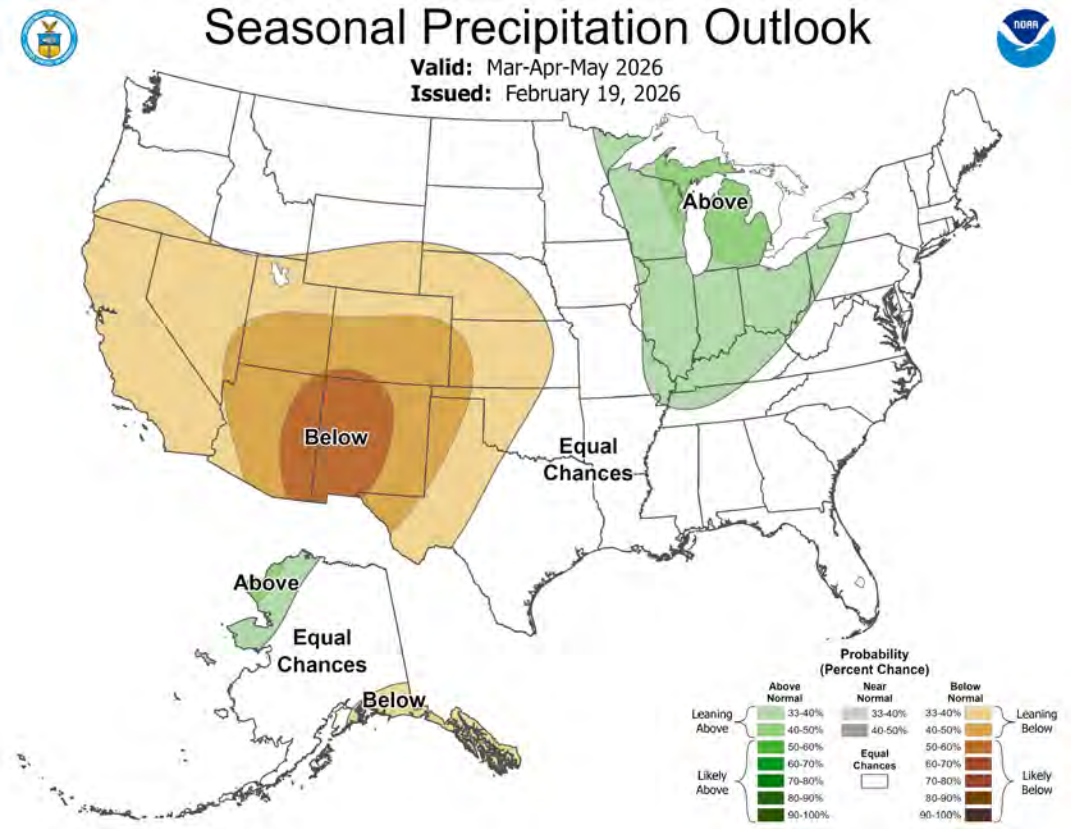 Seasonal Precipitation Outlook
NOAA
Valid: Mar-Apr-May 2026
Issued: February 19, 2026
Above
Below
Equal
Chances
Above
Equal
Chances
Below
Probability
(Percent Chance)
Above
Normal
Near
Normal
Below
Normal
Leaning
Above
33-40%
40-50%
33-40%
40-50%
33-40%
40-50%
Leaning
Below
Equal
Chances
Likely
Above
50-60%
60-70%
70-80%
80-90%
90-100%
50-60%
60-70%
70-80%
80-90%
90-100%
Likely
Below